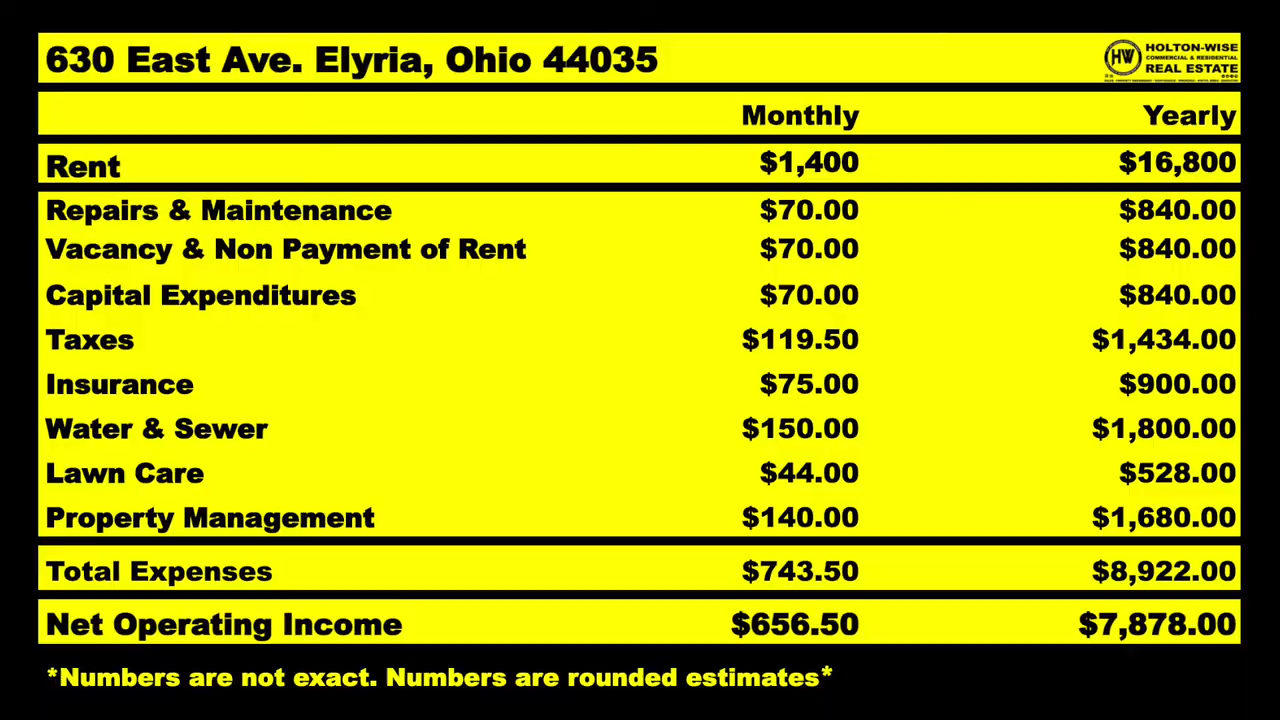 630 East Ave. Elyria, Ohio 44035
HW
HOLTON-WISE
COMMERCIAL & RESIDENTIAL
REAL ESTATE
Monthly Yearly
Rent $1,400 $16,800
Repairs & Maintenance $70.00 $840.00
Vacancy & Non Payment of Rent $70.00 $840.00
Capital Expenditures $70.00 $840.00
Taxes $119.50 $1,434.00
Insurance $75.00 $900.00
Water & Sewer $150.00 $1,800.00
Lawn Care $44.00 $528.00
Property Management $140.00 $1,680.00
Total Expenses $743.50 $8,922.00
Net Operating Income $656.50 $7,878.00
*Numbers are not exact. Numbers are rounded estimates*